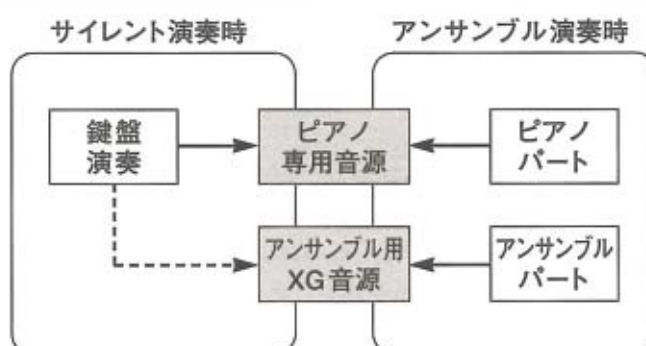 サイレント演奏時
アンサンブル演奏時
鍵盤
演奏
ピアノ
専用音源
ピアノ
パート
アンサンブル用
XG音源
アンサンブル
パート